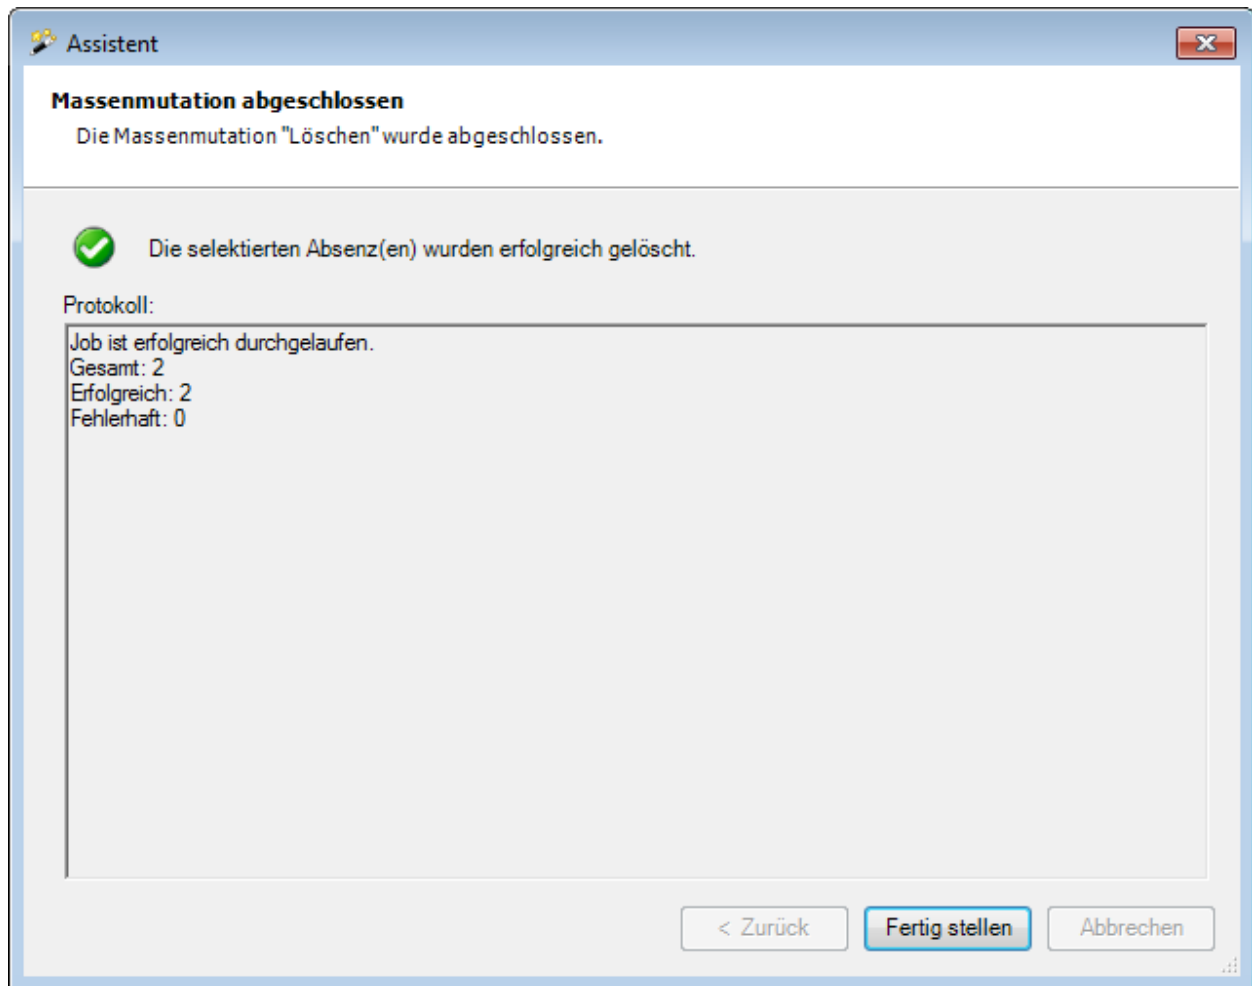 Assistent
Massenmutation abgeschlossen
Die Massenmutation "Löschen" wurde abgeschlossen.
Die selektierten Absenz(en) wurden erfolgreich gelöscht.
Protokoll:
Job ist erfolgreich durchgelaufen.
Gesamt: 2
Erfolgreich: 2
Fehlerhaft: 0
< Zurück
Fertig stellen
Abbrechen